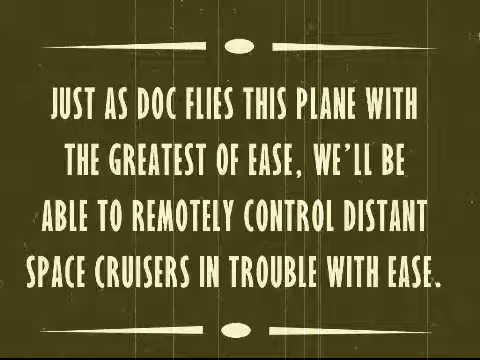 JUST AS DOC FLIES THIS PLANE WITH
THE GREATEST OF EASE, WE'LL BE
ABLE TO REMOTELY CONTROL DISTANT
SPACE CRUISERS IN TROUBLE WITH EASE.